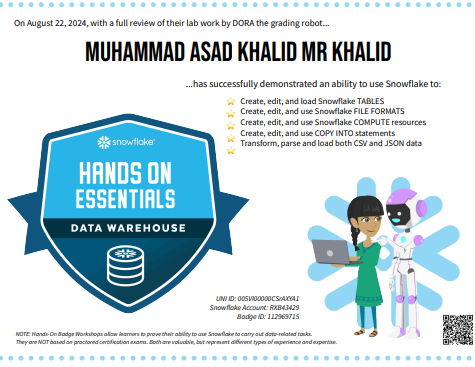 On August 22, 2024, with a full review of their lab work by DORA the grading robot...
MUHAMMAD ASAD KHALID MR KHALID
...has successfully demonstrated an ability to use Snowflake to:
Create, edit, and load Snowflake TABLES
Create, edit, and use Snowflake FILE FORMATS
Create, edit, and use Snowflake COMPUTE resources
Create, edit, and use COPY INTO statements
Transform, parse and load both CSV and JSON data
snowflake
HANDS ON
ESSENTIALS
DATA WAREHOUSE
UNI ID: 005VI00000CSrAXYA1
Snowflake Account: RXB43429
Badge ID: 112969715
NOTE: Hands-On Badge Workshops allow learners to prove their ability to use Snowflake to carry out data-related tasks.
They are NOT based on proctored certification exams. Both are valuable, but represent different types of experience and expertise.